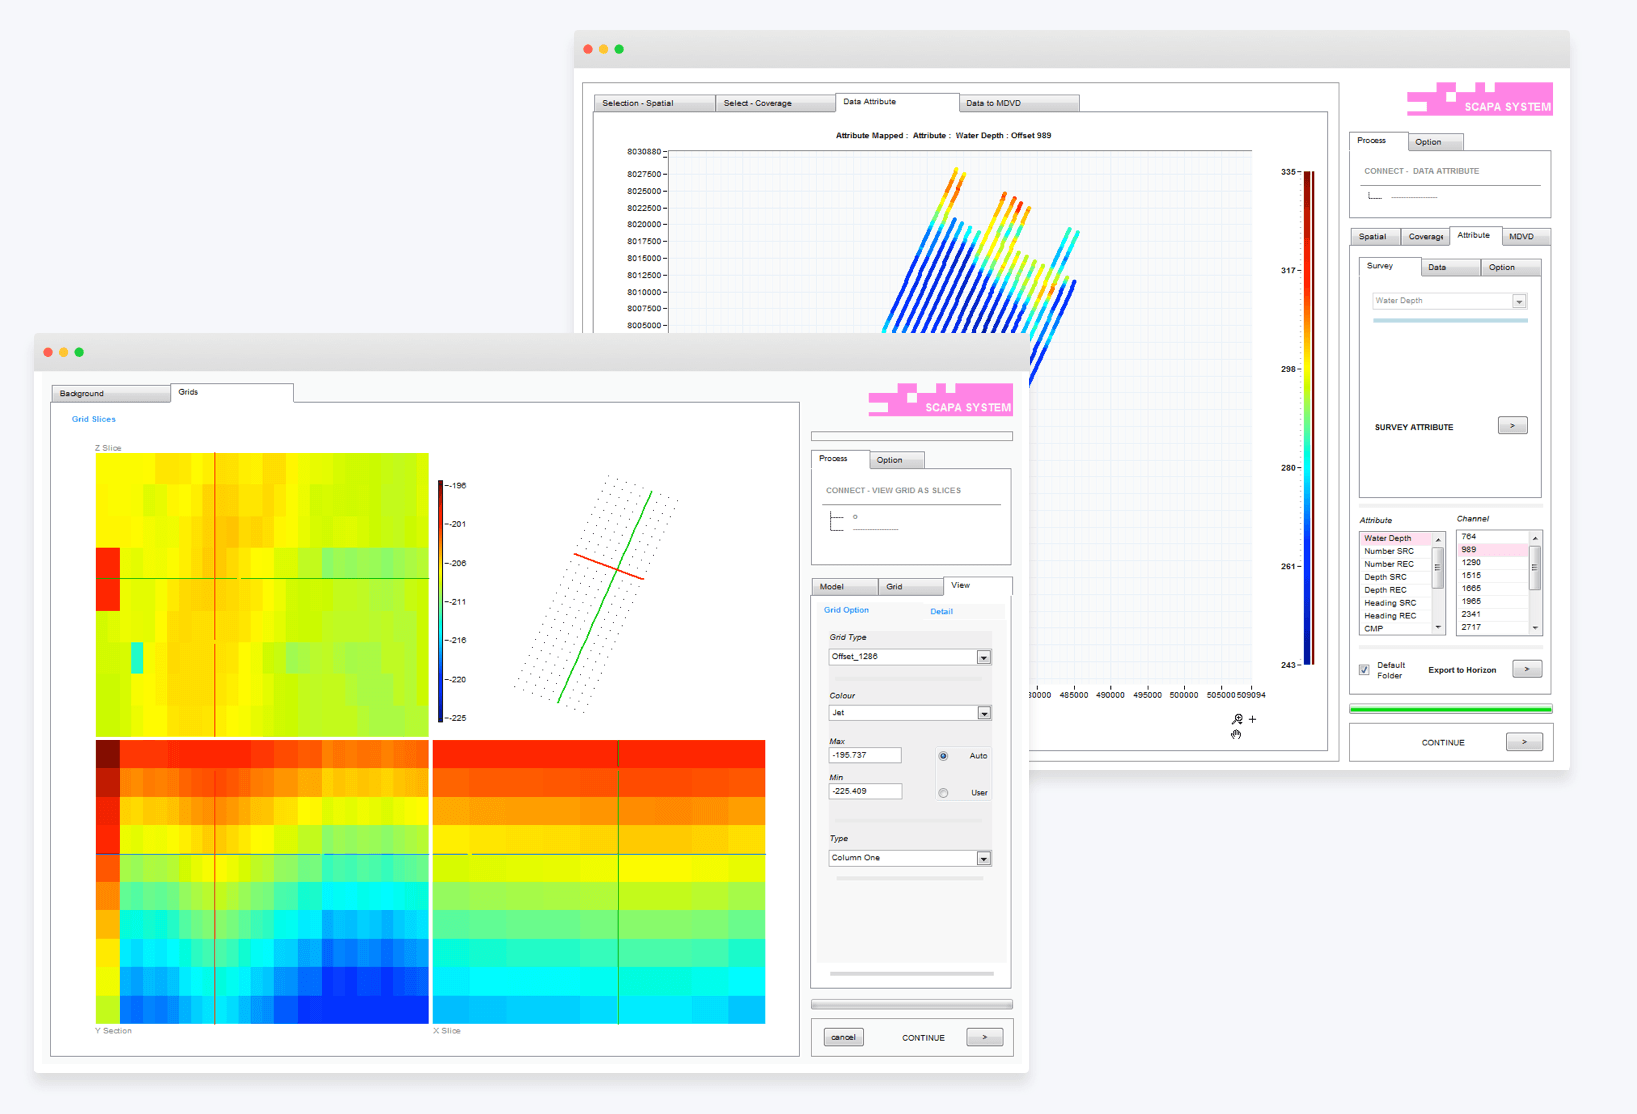 Selection - Spatial
Select - Coverage
Data Attribute
Data to MDVD
Attribute Mapped : Attribute : Water Depth : Offset 989
8030880
8027500
8025000
8022500
8020000
8017500
8015000
8012500
8010000
8007500
8005000
335
317
298
280
261
243
485000 490000 495000 500000 505000 509094
SCAPA SYSTEM
Process
Option
CONNECT - DATA ATTRIBUTE
Spatial
Coverage
Attribute
MDVD
Survey
Data
Option
Water Depth
SURVEY ATTRIBUTE
>
Attribute
Water Depth
Number SRC
Number REC
Depth SRC
Depth REC
Heading SRC
Heading REC
CMP
Channel
764
989
1290
1515
1665
1965
2341
2717
Default
Folder
Export to Horizon
>
CONTINUE
>
Background
Grids
Grid Slices
Z Slice
-196
-201
-206
-211
-216
-220
-225
Y Section
X Slice
SCAPA SYSTEM
Process
Option
CONNECT - VIEW GRID AS SLICES
Model
Grid
View
Grid Option
Detail
Grid Type
Offset_1286
Colour
Jet
Max
-195.737
Auto
Min
-225.409
User
Type
Column One
cancel
CONTINUE
>